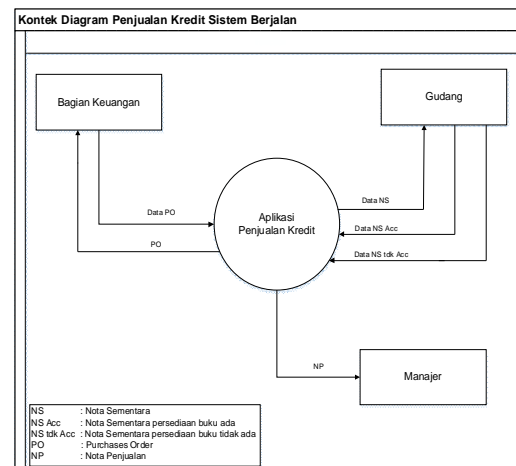 Kontek Diagram Penjualan Kredit Sistem Berjalan
Bagian Keuangan
Gudang
Data NS
Aplikasi
Penjualan Kredit
Data PO
PO
Data NS Acc
Data NS tdk Acc
NP
Manajer
NS : Nota Sementara
NS Acc : Nota Sementara persediaan buku ada
NS tdk Acc : Nota Sementara persediaan buku tidak ada
PO : Purchases Order
NP : Nota Penjualan